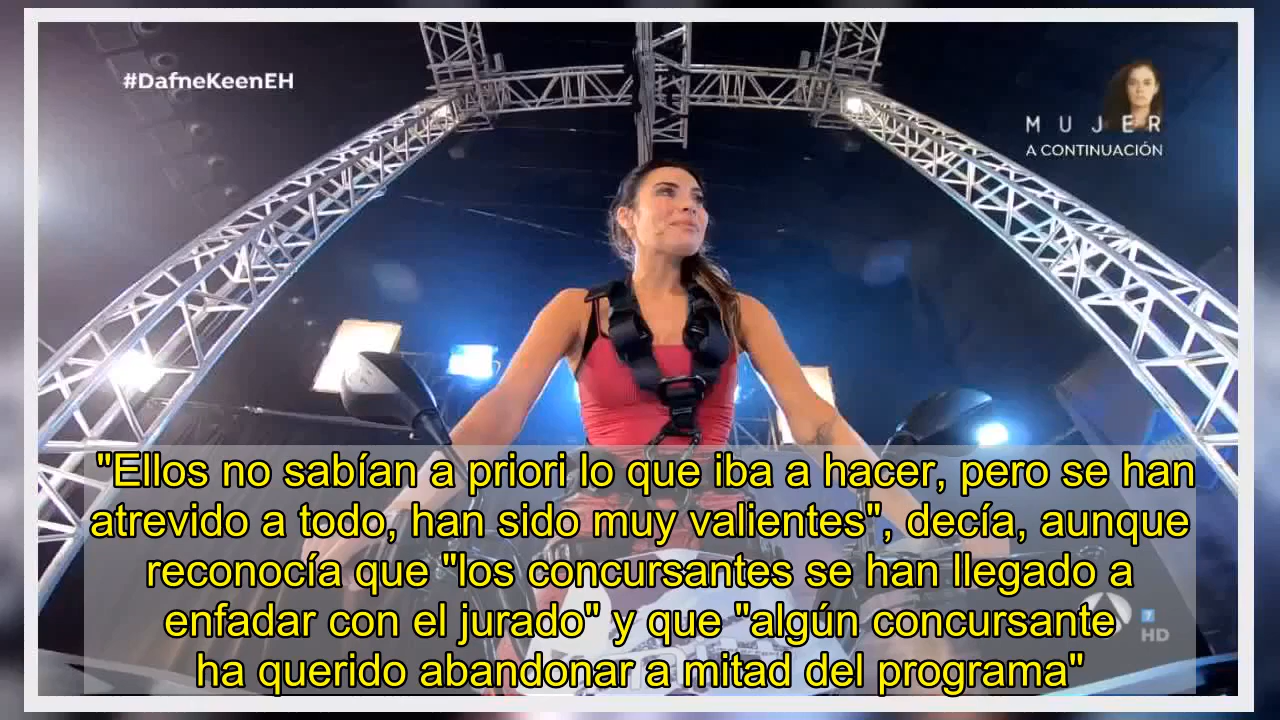 #DafneKeenEH
MUJER
A CONTINUACIÓN
"Ellos no sabían a priori lo que iba a hacer, pero se han
atrevido a todo, han sido muy valientes", decía, aunque
reconocía que "los concursantes se han llegado a
enfadar con el jurado" y que "algún concursante
ha querido abandonar a mitad del programa"
7
HD